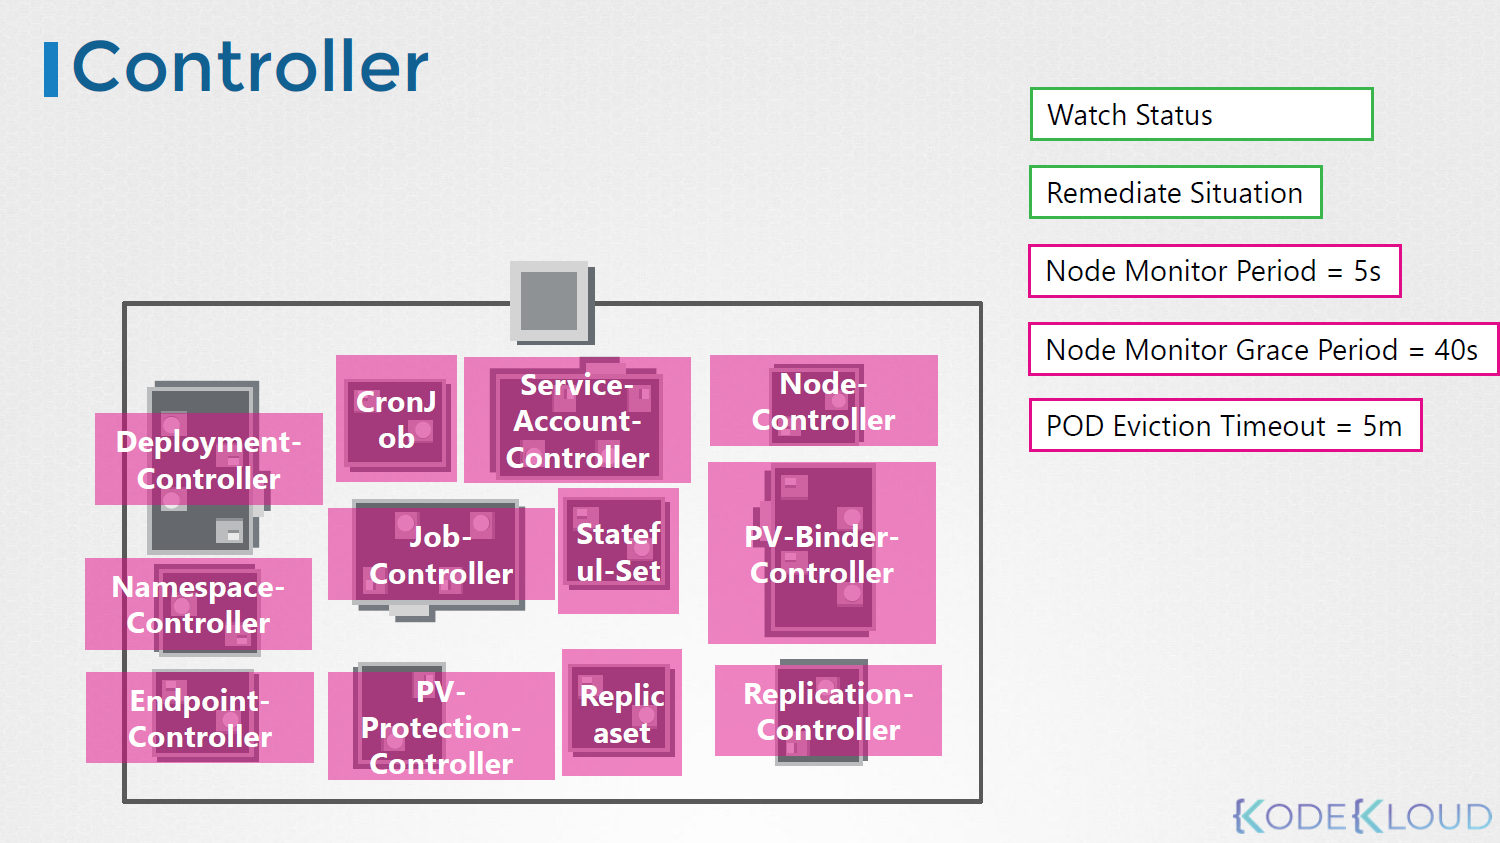 Controller
Watch Status
Remediate Situation
Node Monitor Period = 5s
Node Monitor Grace Period = 40s
POD Eviction Timeout = 5m
Deployment-
Controller
CronJ
ob
Service-
Account-
Controller
Node-
Controller
Namespace-
Controller
Job-
Controller
Statef
ul-Set
PV-Binder-
Controller
Endpoint-
Controller
PV-
Protection-
Controller
Replic
aset
Replication-
Controller
KODEKLOUD